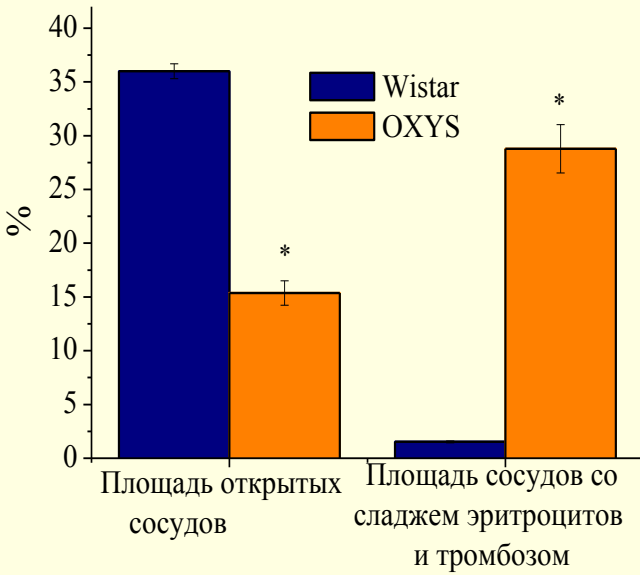 40
35
30
25
20
15
10
5
0
%
Wistar
OXYS
*
*
Площадь открытых
сосудов
Площадь сосудов со
сладжем эритроцитов
и тромбозом